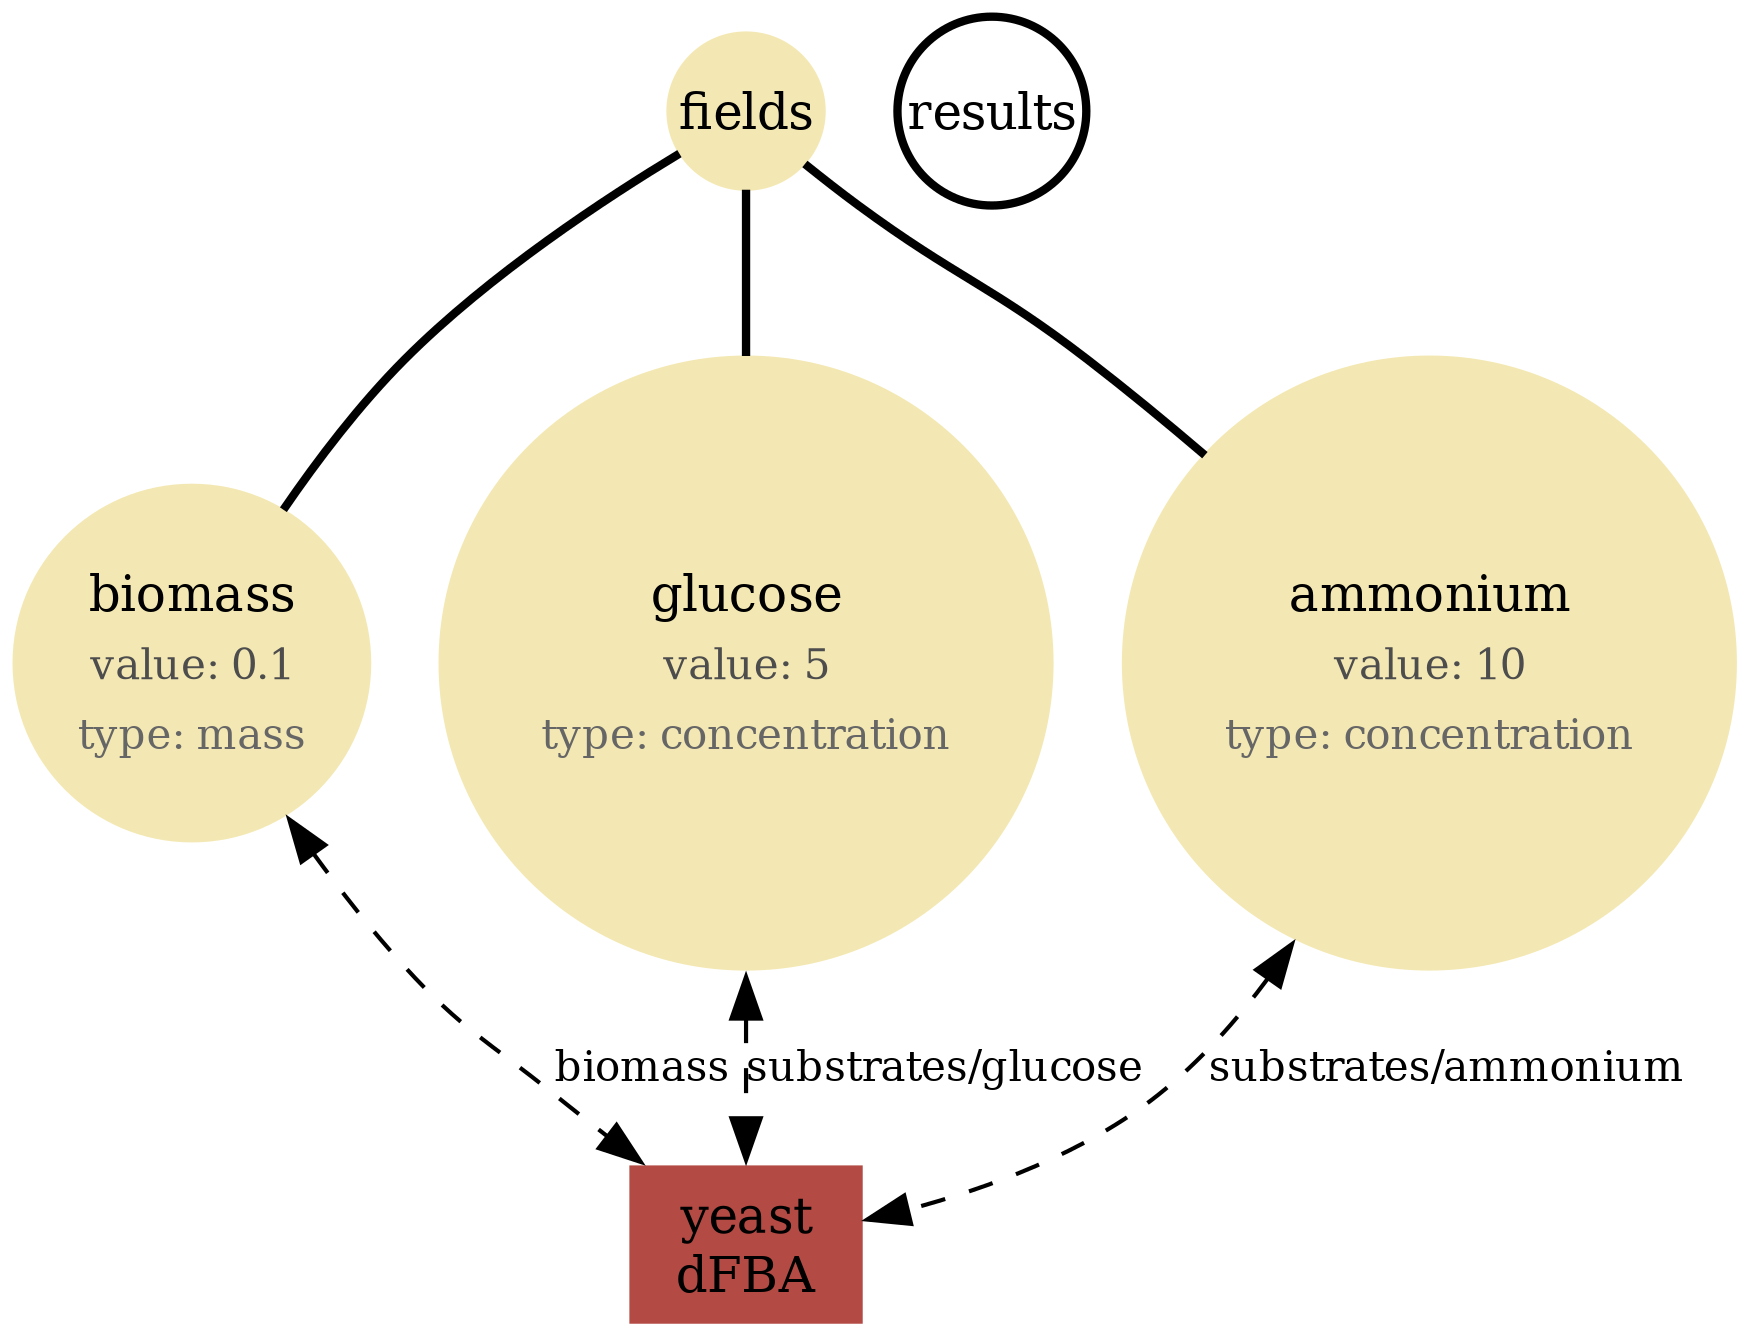 fields
results
biomass
value: 0.1
type: mass
glucose
value: 5
type: concentration
ammonium
value: 10
type: concentration
biomass
substrates/glucose
substrates/ammonium
yeast
dFBA